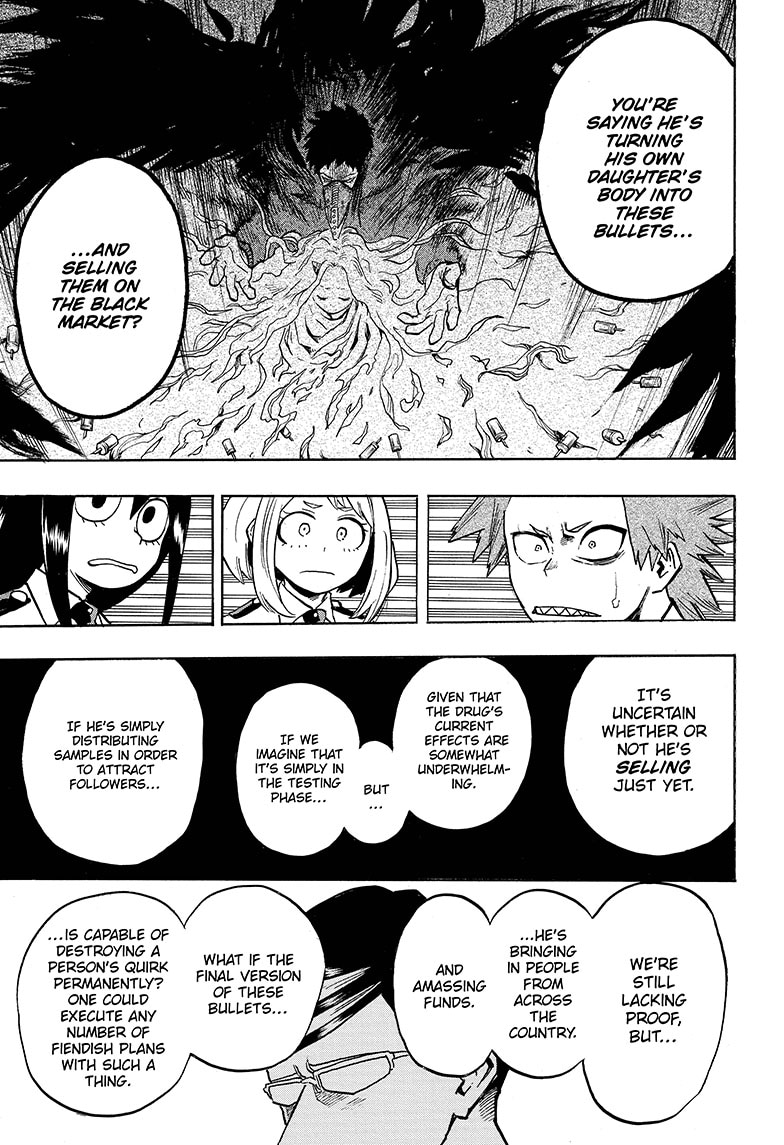 YOU'RE
SAYING HE'S
TURNING
HIS OWN
DAUGHTER'S
BODY INTO
THESE
BULLETS...
...AND
SELLING
THEM ON
THE BLACK
MARKET?
IT'S
UNCERTAIN
WHETHER OR
NOT HE'S
SELLING
JUST YET.
GIVEN THAT
THE DRUG'S
CURRENT
EFFECTS ARE
SOMEWHAT
UNDERWHELM-
ING.
BUT
...
IF WE
IMAGINE THAT
IT'S SIMPLY IN
THE TESTING
PHASE...
IF HE'S SIMPLY
DISTRIBUTING
SAMPLES IN ORDER
TO ATTRACT
FOLLOWERS...
WE'RE
STILL
LACKING
PROOF,
BUT...
...HE'S
BRINGING
IN PEOPLE
FROM
ACROSS
THE
COUNTRY.
AND
AMASSING
FUNDS.
WHAT IF THE
FINAL VERSION
OF THESE
BULLETS...
...IS CAPABLE OF
DESTROYING A
PERSON'S QUIRK
PERMANENTLY?
ONE COULD
EXECUTE ANY
NUMBER OF
FIENDISH PLANS
WITH SUCH A
THING.